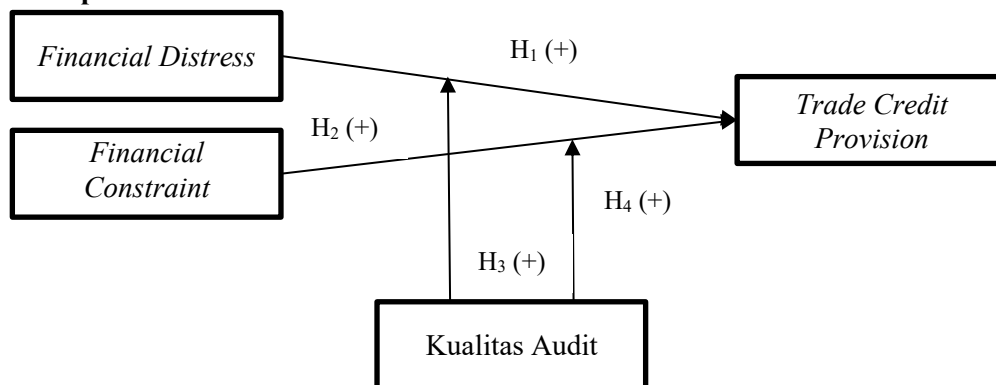 Financial Distress
H₁ (+)
Trade Credit
Provision
H₂ (+)
Financial
Constraint
H₄ (+)
H₃ (+)
Kualitas Audit